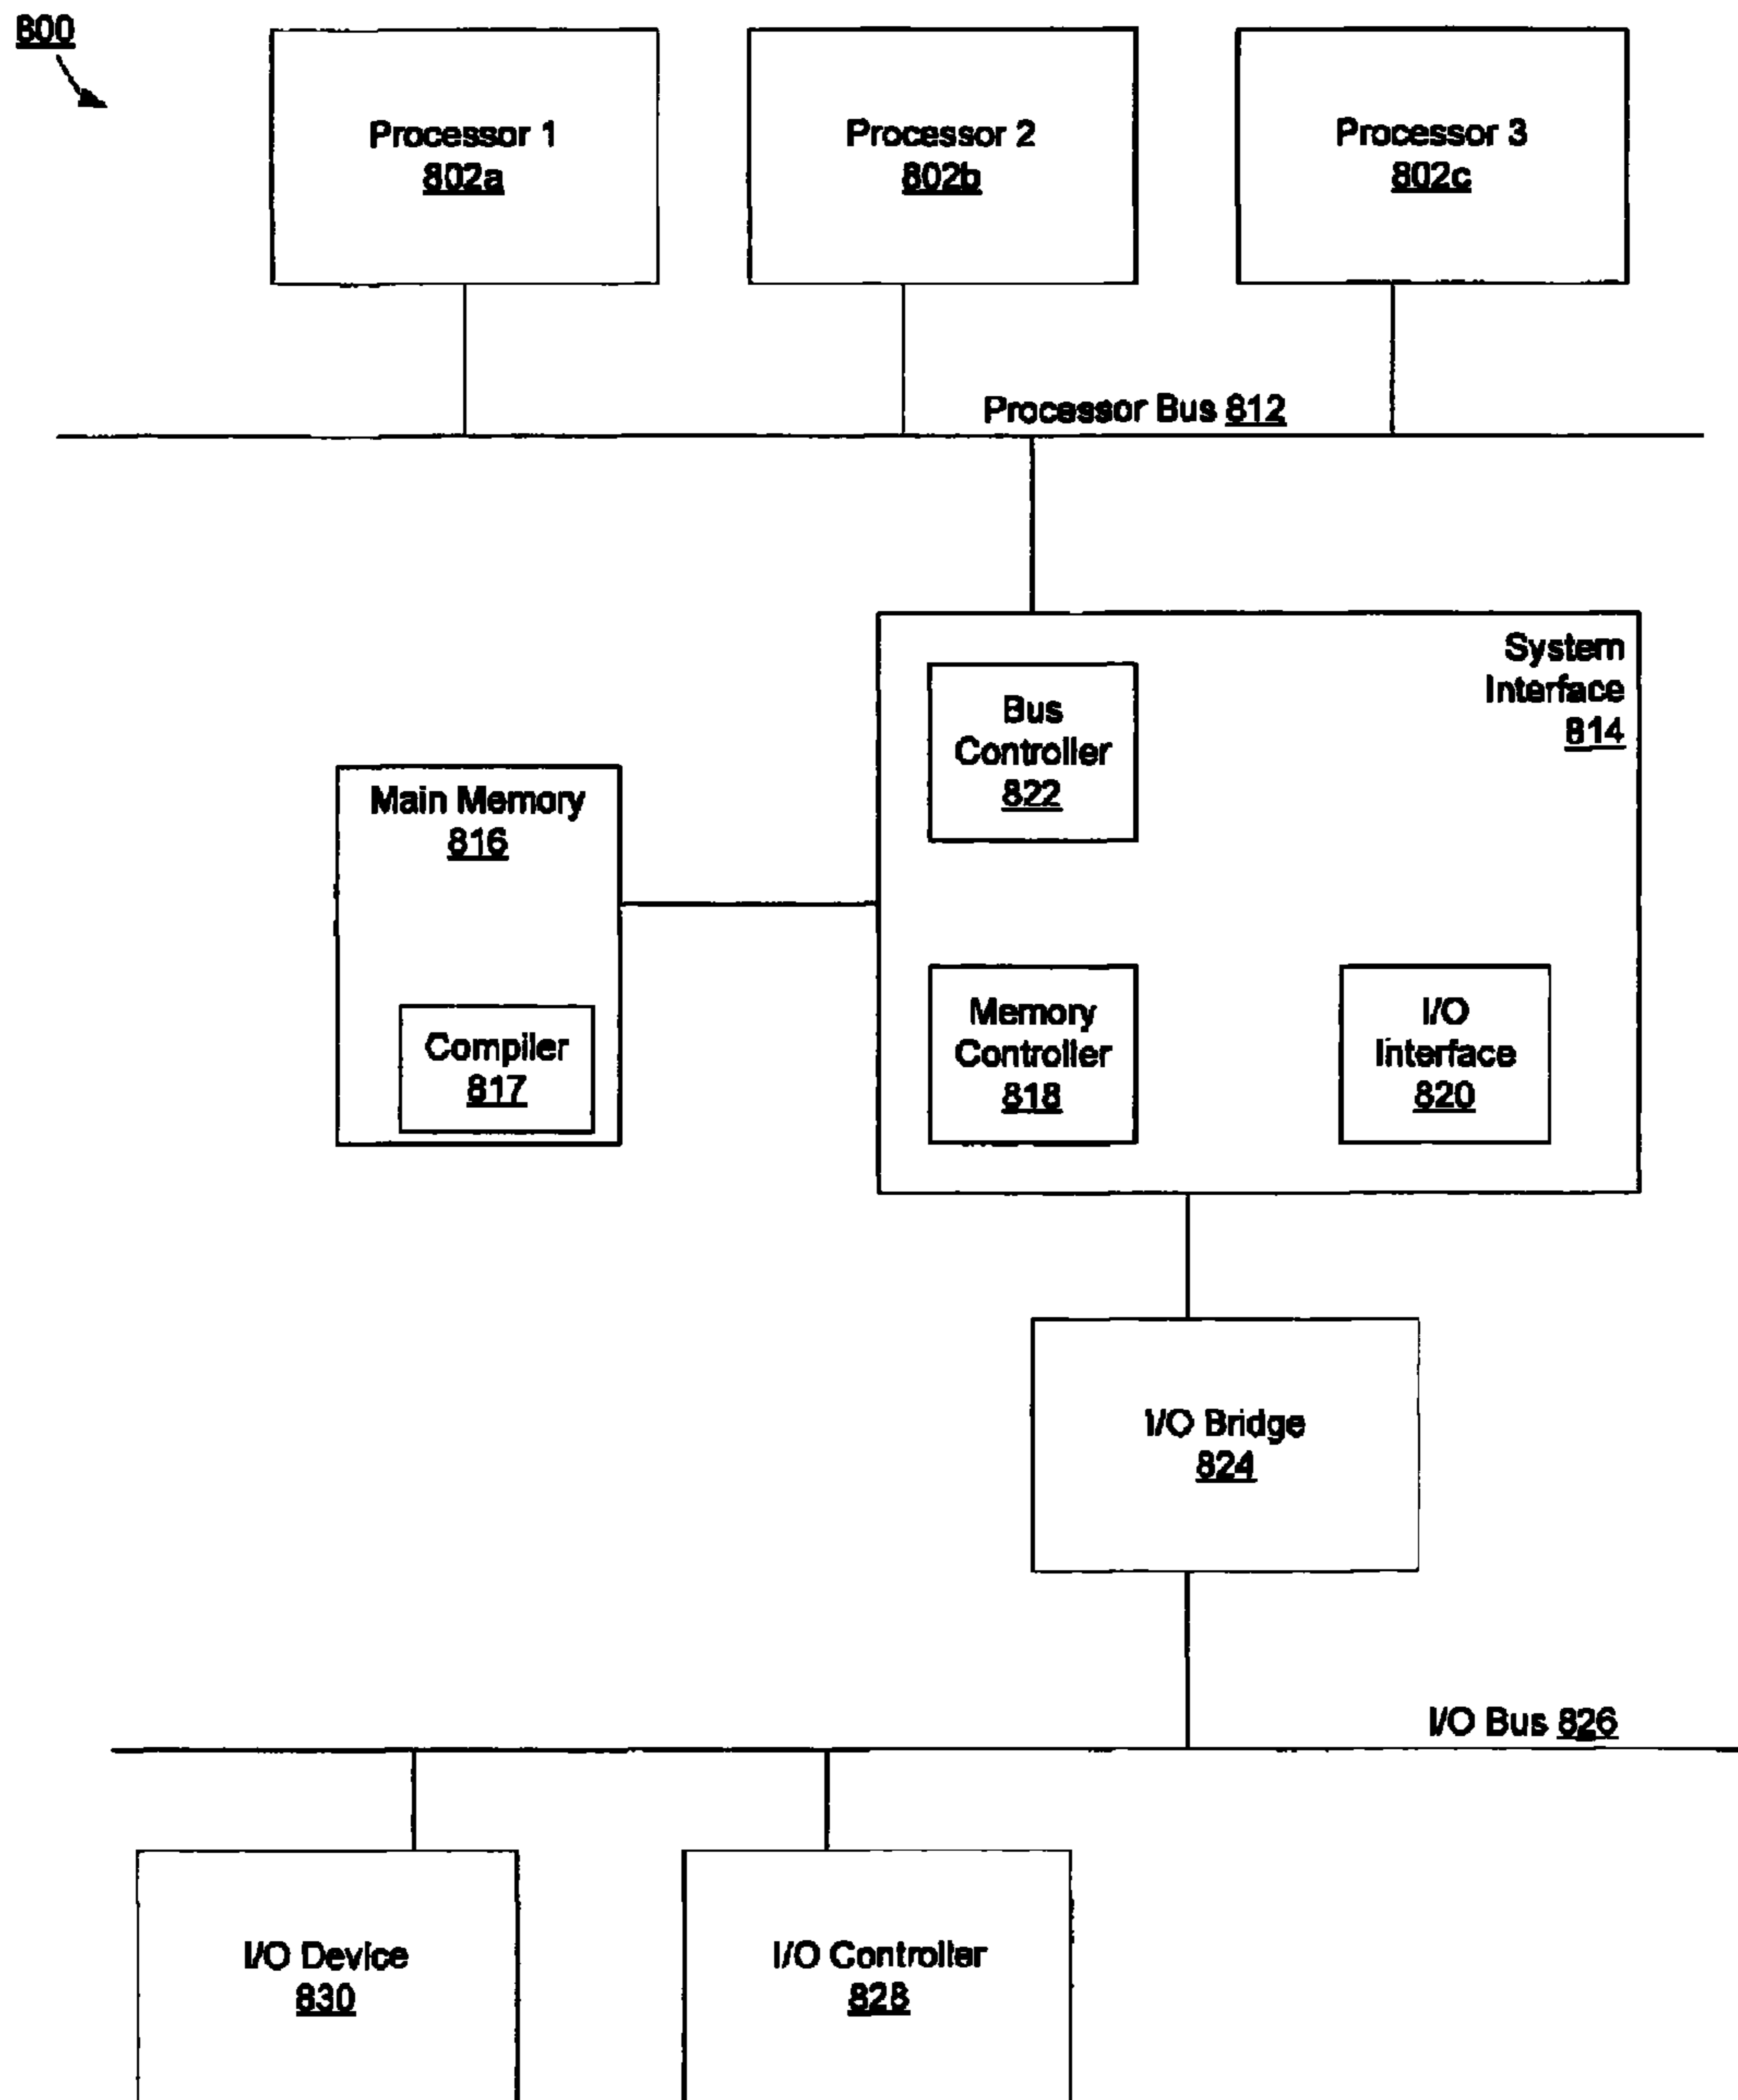 800
Processor 1
802a
Processor 2
802b
Processor 3
802c
Processor Bus 812
System
Interface
814
Bus
Controller
822
Main Memory
816
Compiler
817
Memory
Controller
818
I/O
Interface
820
I/O Bridge
824
I/O Bus 826
I/O Device
830
I/O Controller
828